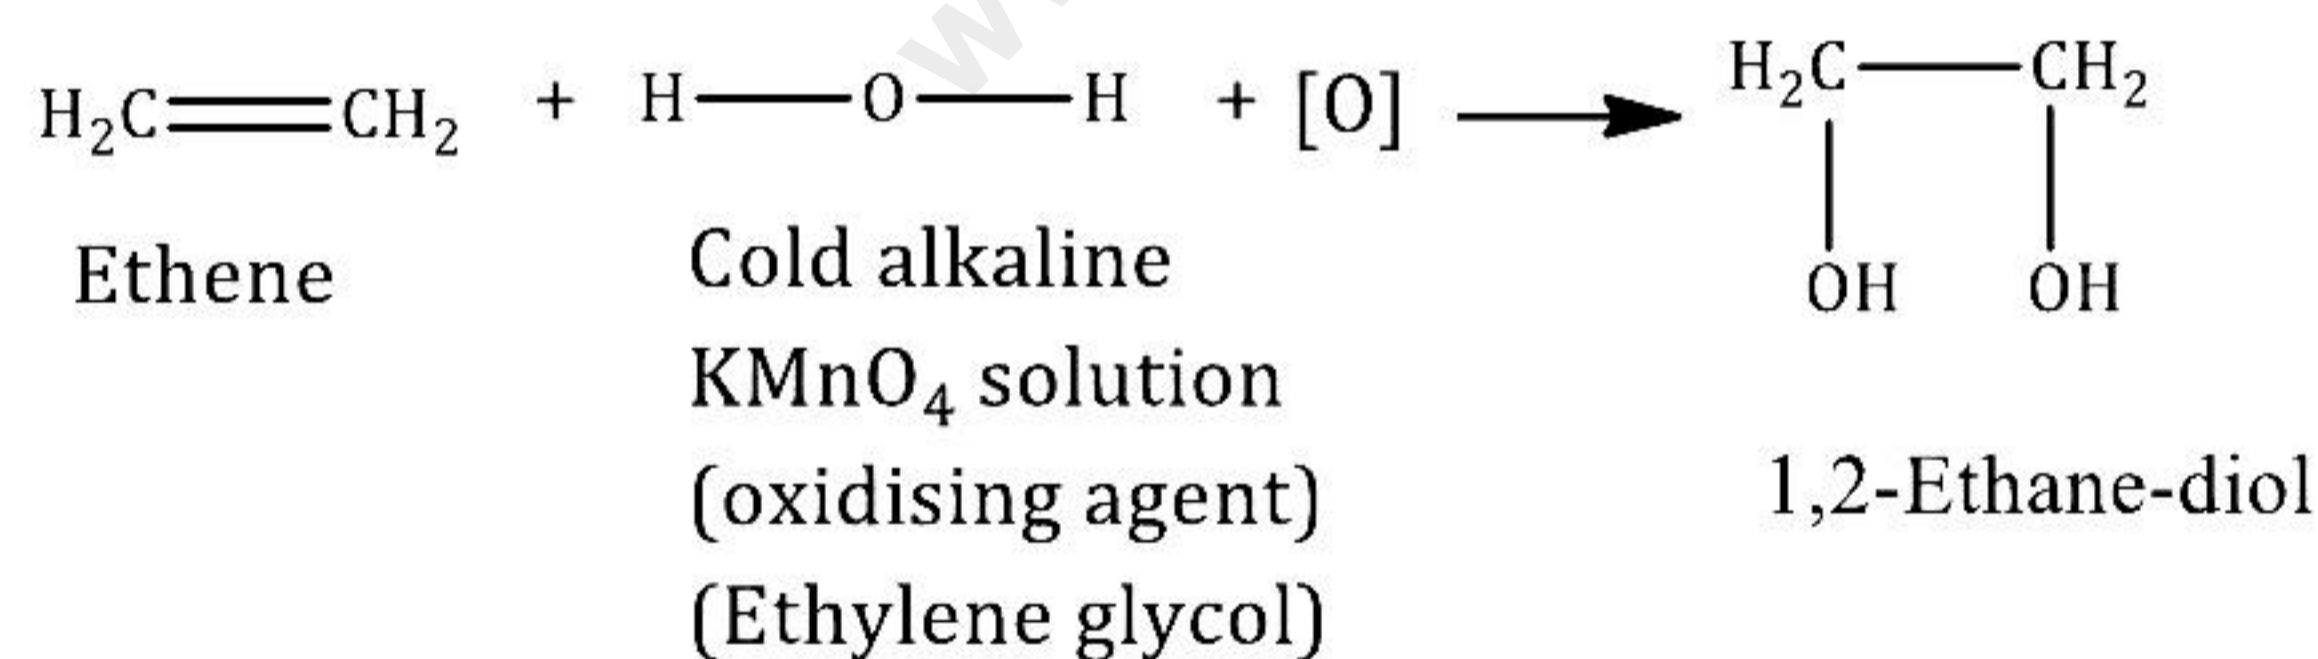 H₂C═CH₂ + H—O—H + [O] ⟶ H₂C—CH₂
OH OH
Ethene
Cold alkaline
KMnO₄ solution
(oxidising agent)
(Ethylene glycol)
1,2-Ethane-diol
w